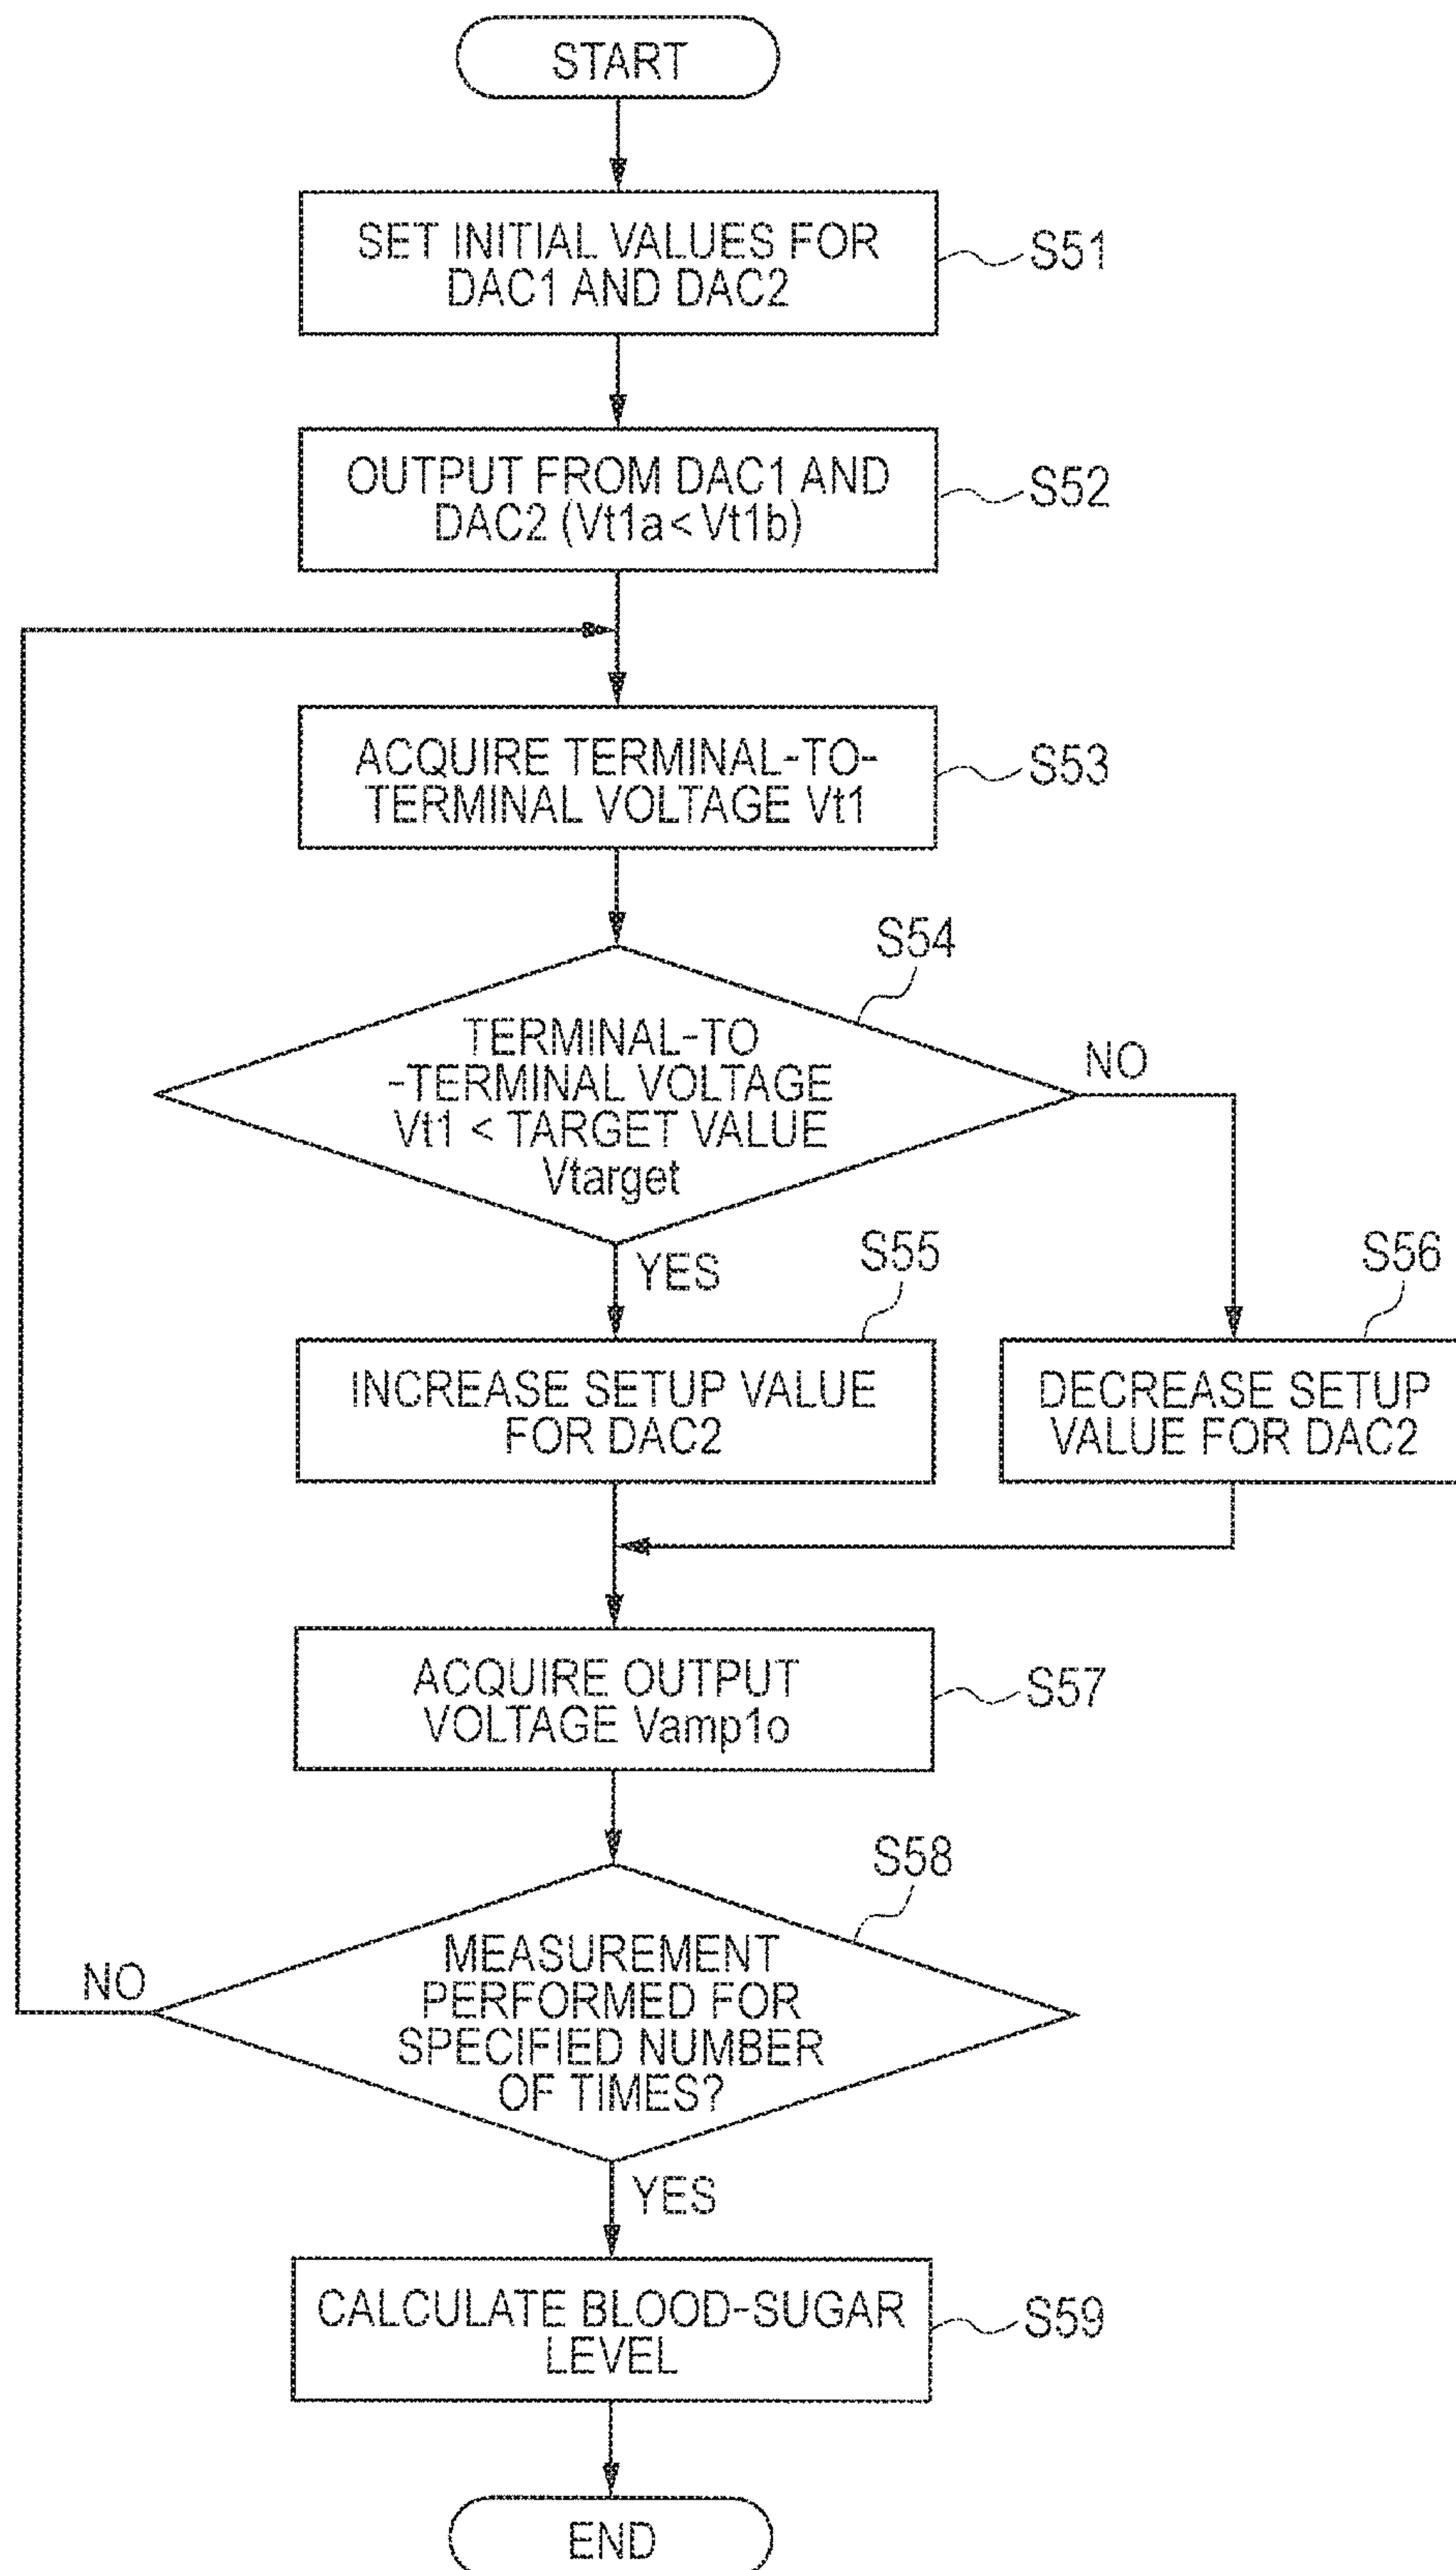 START
SET INITIAL VALUES FOR
DAC1 AND DAC2
S51
OUTPUT FROM DAC1 AND
DAC2 (Vt1a < Vt1b)
S52
ACQUIRE TERMINAL-TO-
TERMINAL VOLTAGE Vt1
S53
S54
TERMINAL-TO
-TERMINAL VOLTAGE
Vt1 < TARGET VALUE
Vtarget
NO
YES
S55
INCREASE SETUP VALUE
FOR DAC2
S56
DECREASE SETUP
VALUE FOR DAC2
ACQUIRE OUTPUT
VOLTAGE Vamp1o
S57
S58
MEASUREMENT
PERFORMED FOR
SPECIFIED NUMBER
OF TIMES?
NO
YES
CALCULATE BLOOD-SUGAR
LEVEL
S59
END